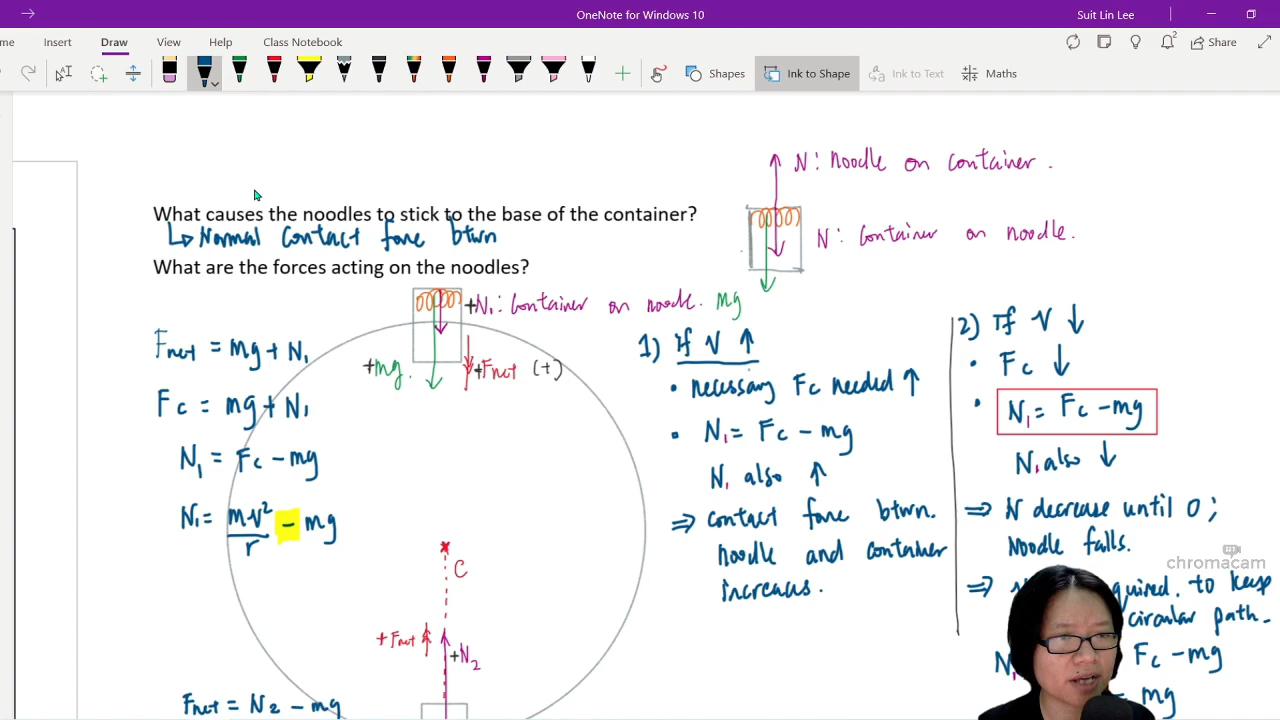 OneNote for Windows 10
Suit Lin Lee
me Insert Draw View Help Class Notebook
Share
Shapes
Ink to Shape
Ink to Text
Maths
N: Noodle on container.
What causes the noodles to stick to the base of the container?
↳ Normal contact force btwn
N: Container on noodle.
What are the forces acting on the noodles?
+N₁: Container on noodle.
mg
+mg.
+Fnet (+)
Fnet = mg + N₁
Fc = mg + N₁
N₁ = Fc - mg
N₁ = mv²/r - mg
C
+Fnet
+N₂
Fnet = N₂ - mg
1) If V ↑
• necessary Fc needed ↑
• N₁ = Fc - mg
N₁ also ↑
⇒ contact force btwn.
noodle and container
increases.
2) If V ↓
• Fc ↓
• N₁ = Fc - mg
N₁ also ↓
⇒ N decrease until 0;
Noodle falls.
⇒ to keep
circular path.
N₁ Fc - mg
= mg
chromacam